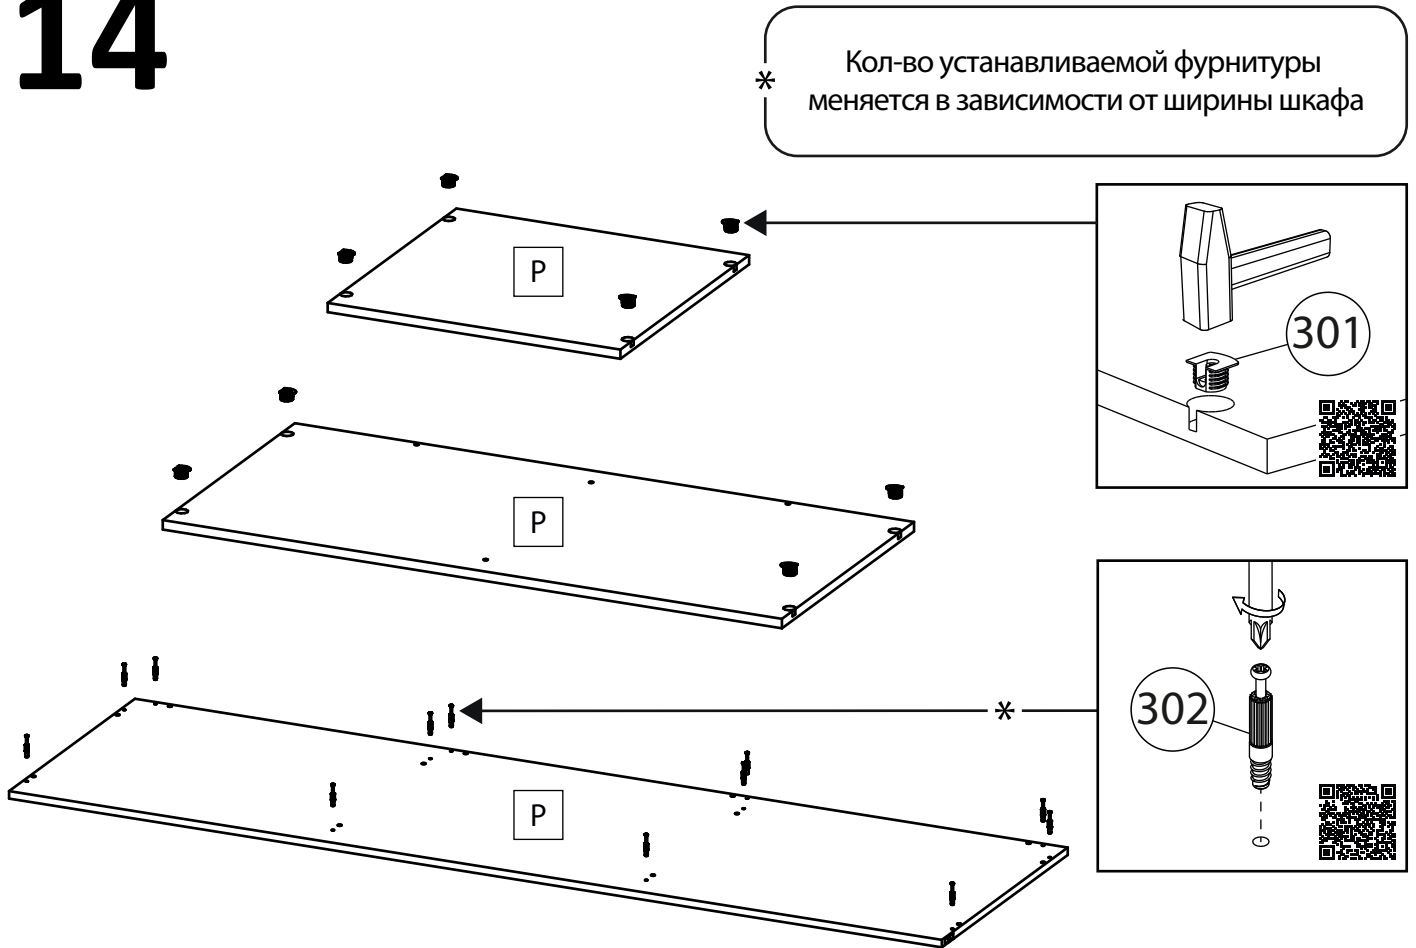 14
*
Кол-во устанавливаемой фурнитуры
меняется в зависимости от ширины шкафа
P
301
P
302
*
P